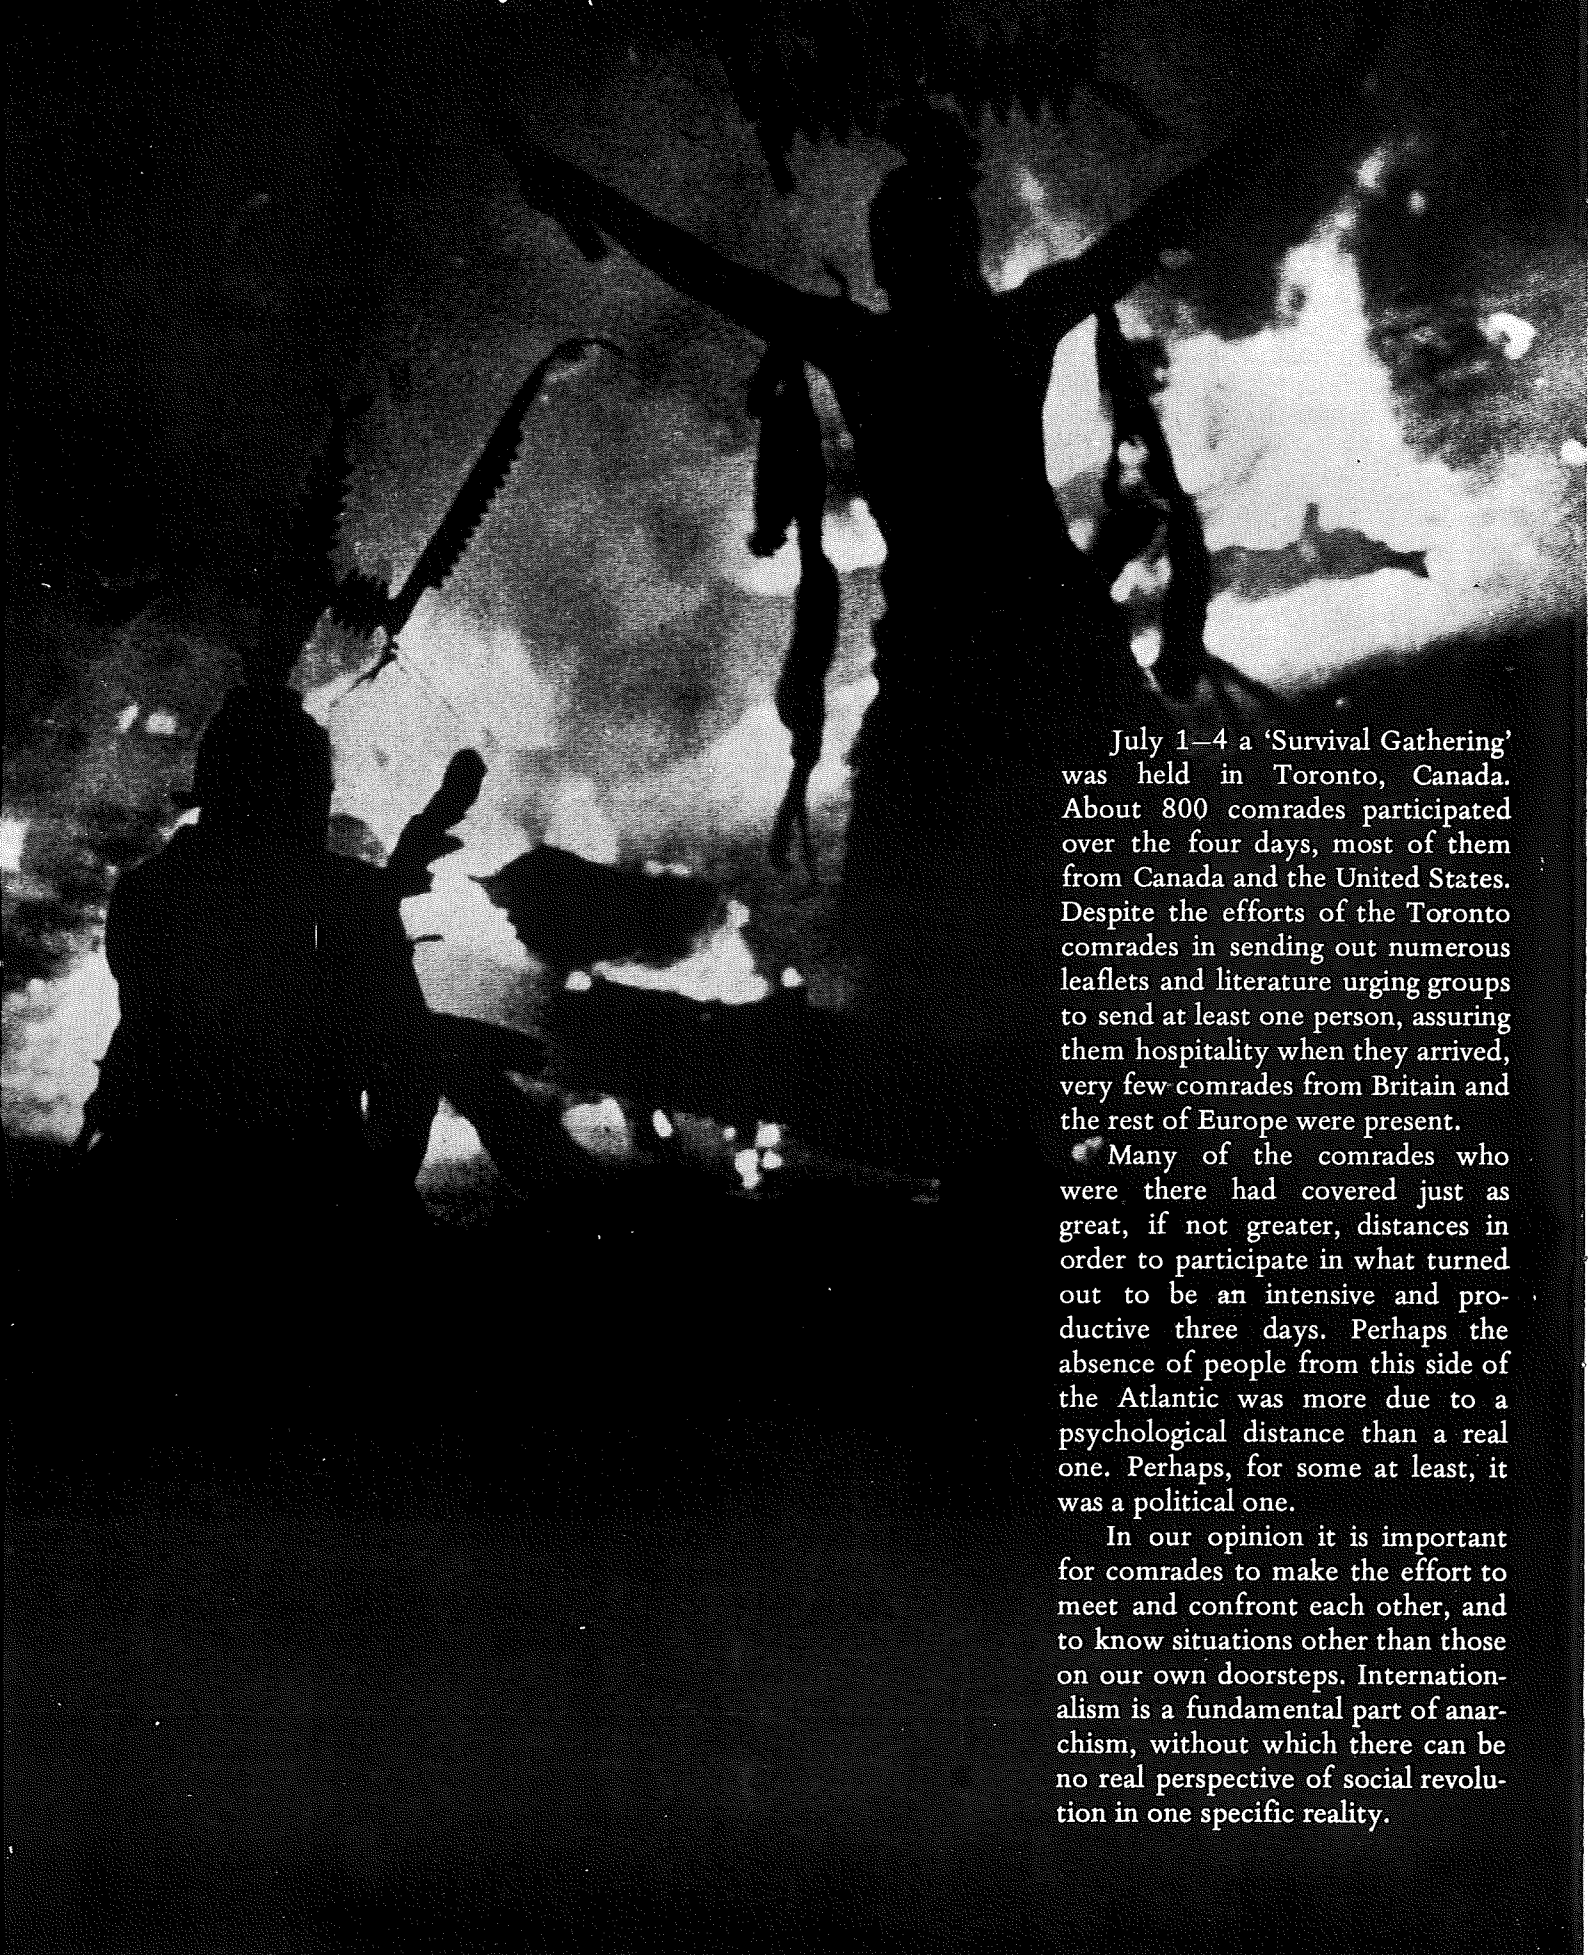 July 1–4 a ‘Survival Gathering’
was held in Toronto, Canada.
About 800 comrades participated
over the four days, most of them
from Canada and the United States.
Despite the efforts of the Toronto
comrades in sending out numerous
leaflets and literature urging groups
to send at least one person, assuring
them hospitality when they arrived,
very few comrades from Britain and
the rest of Europe were present.
Many of the comrades who
were there had covered just as
great, if not greater, distances in
order to participate in what turned
out to be an intensive and pro-
ductive three days. Perhaps the
absence of people from this side of
the Atlantic was more due to a
psychological distance than a real
one. Perhaps, for some at least, it
was a political one.
In our opinion it is important
for comrades to make the effort to
meet and confront each other, and
to know situations other than those
on our own doorsteps. Internation-
alism is a fundamental part of anar-
chism, without which there can be
no real perspective of social revolu-
tion in one specific reality.